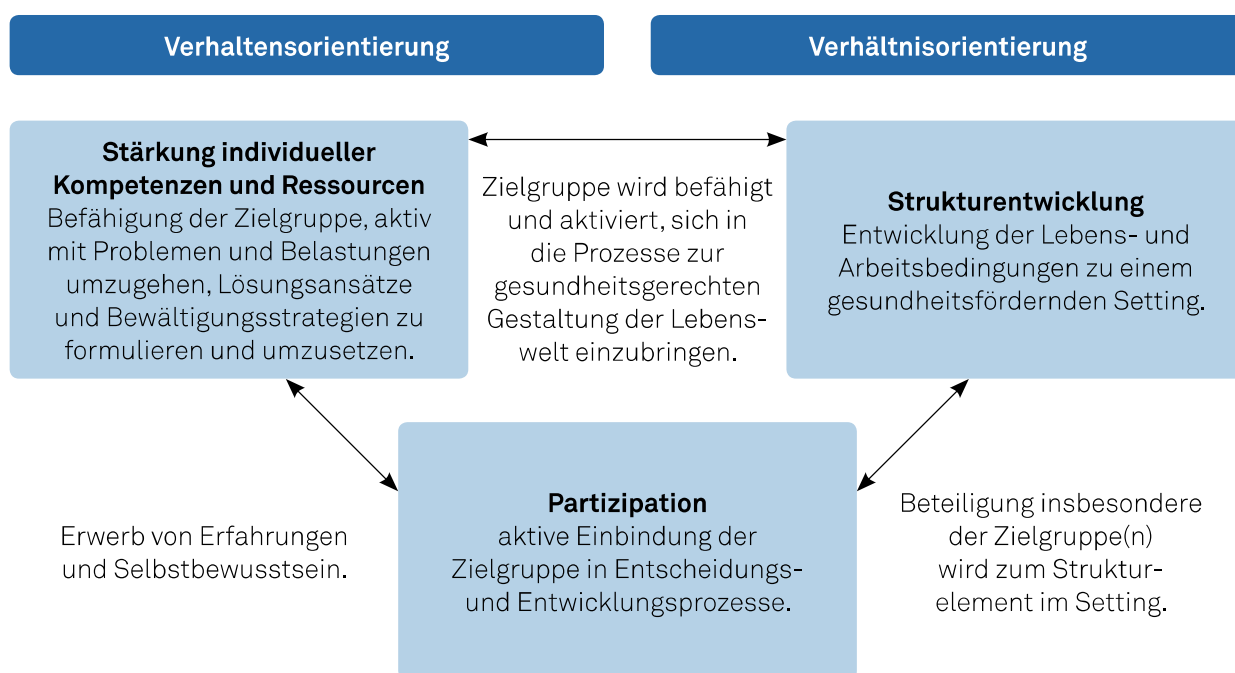 Verhaltensorientierung
Verhältnisorientierung
Stärkung individueller
Kompetenzen und Ressourcen
Befähigung der Zielgruppe, aktiv
mit Problemen und Belastungen
umzugehen, Lösungsansätze
und Bewältigungsstrategien zu
formulieren und umzusetzen.
Zielgruppe wird befähigt
und aktiviert, sich in
die Prozesse zur
gesundheitsgerechten
Gestaltung der Lebens-
welt einzubringen.
Strukturentwicklung
Entwicklung der Lebens- und
Arbeitsbedingungen zu einem
gesundheitsfördernden Setting.
Erwerb von Erfahrungen
und Selbstbewusstsein.
Partizipation
aktive Einbindung der
Zielgruppe in Entscheidungs-
und Entwicklungsprozesse.
Beteiligung insbesondere
der Zielgruppe(n)
wird zum Struktur-
element im Setting.